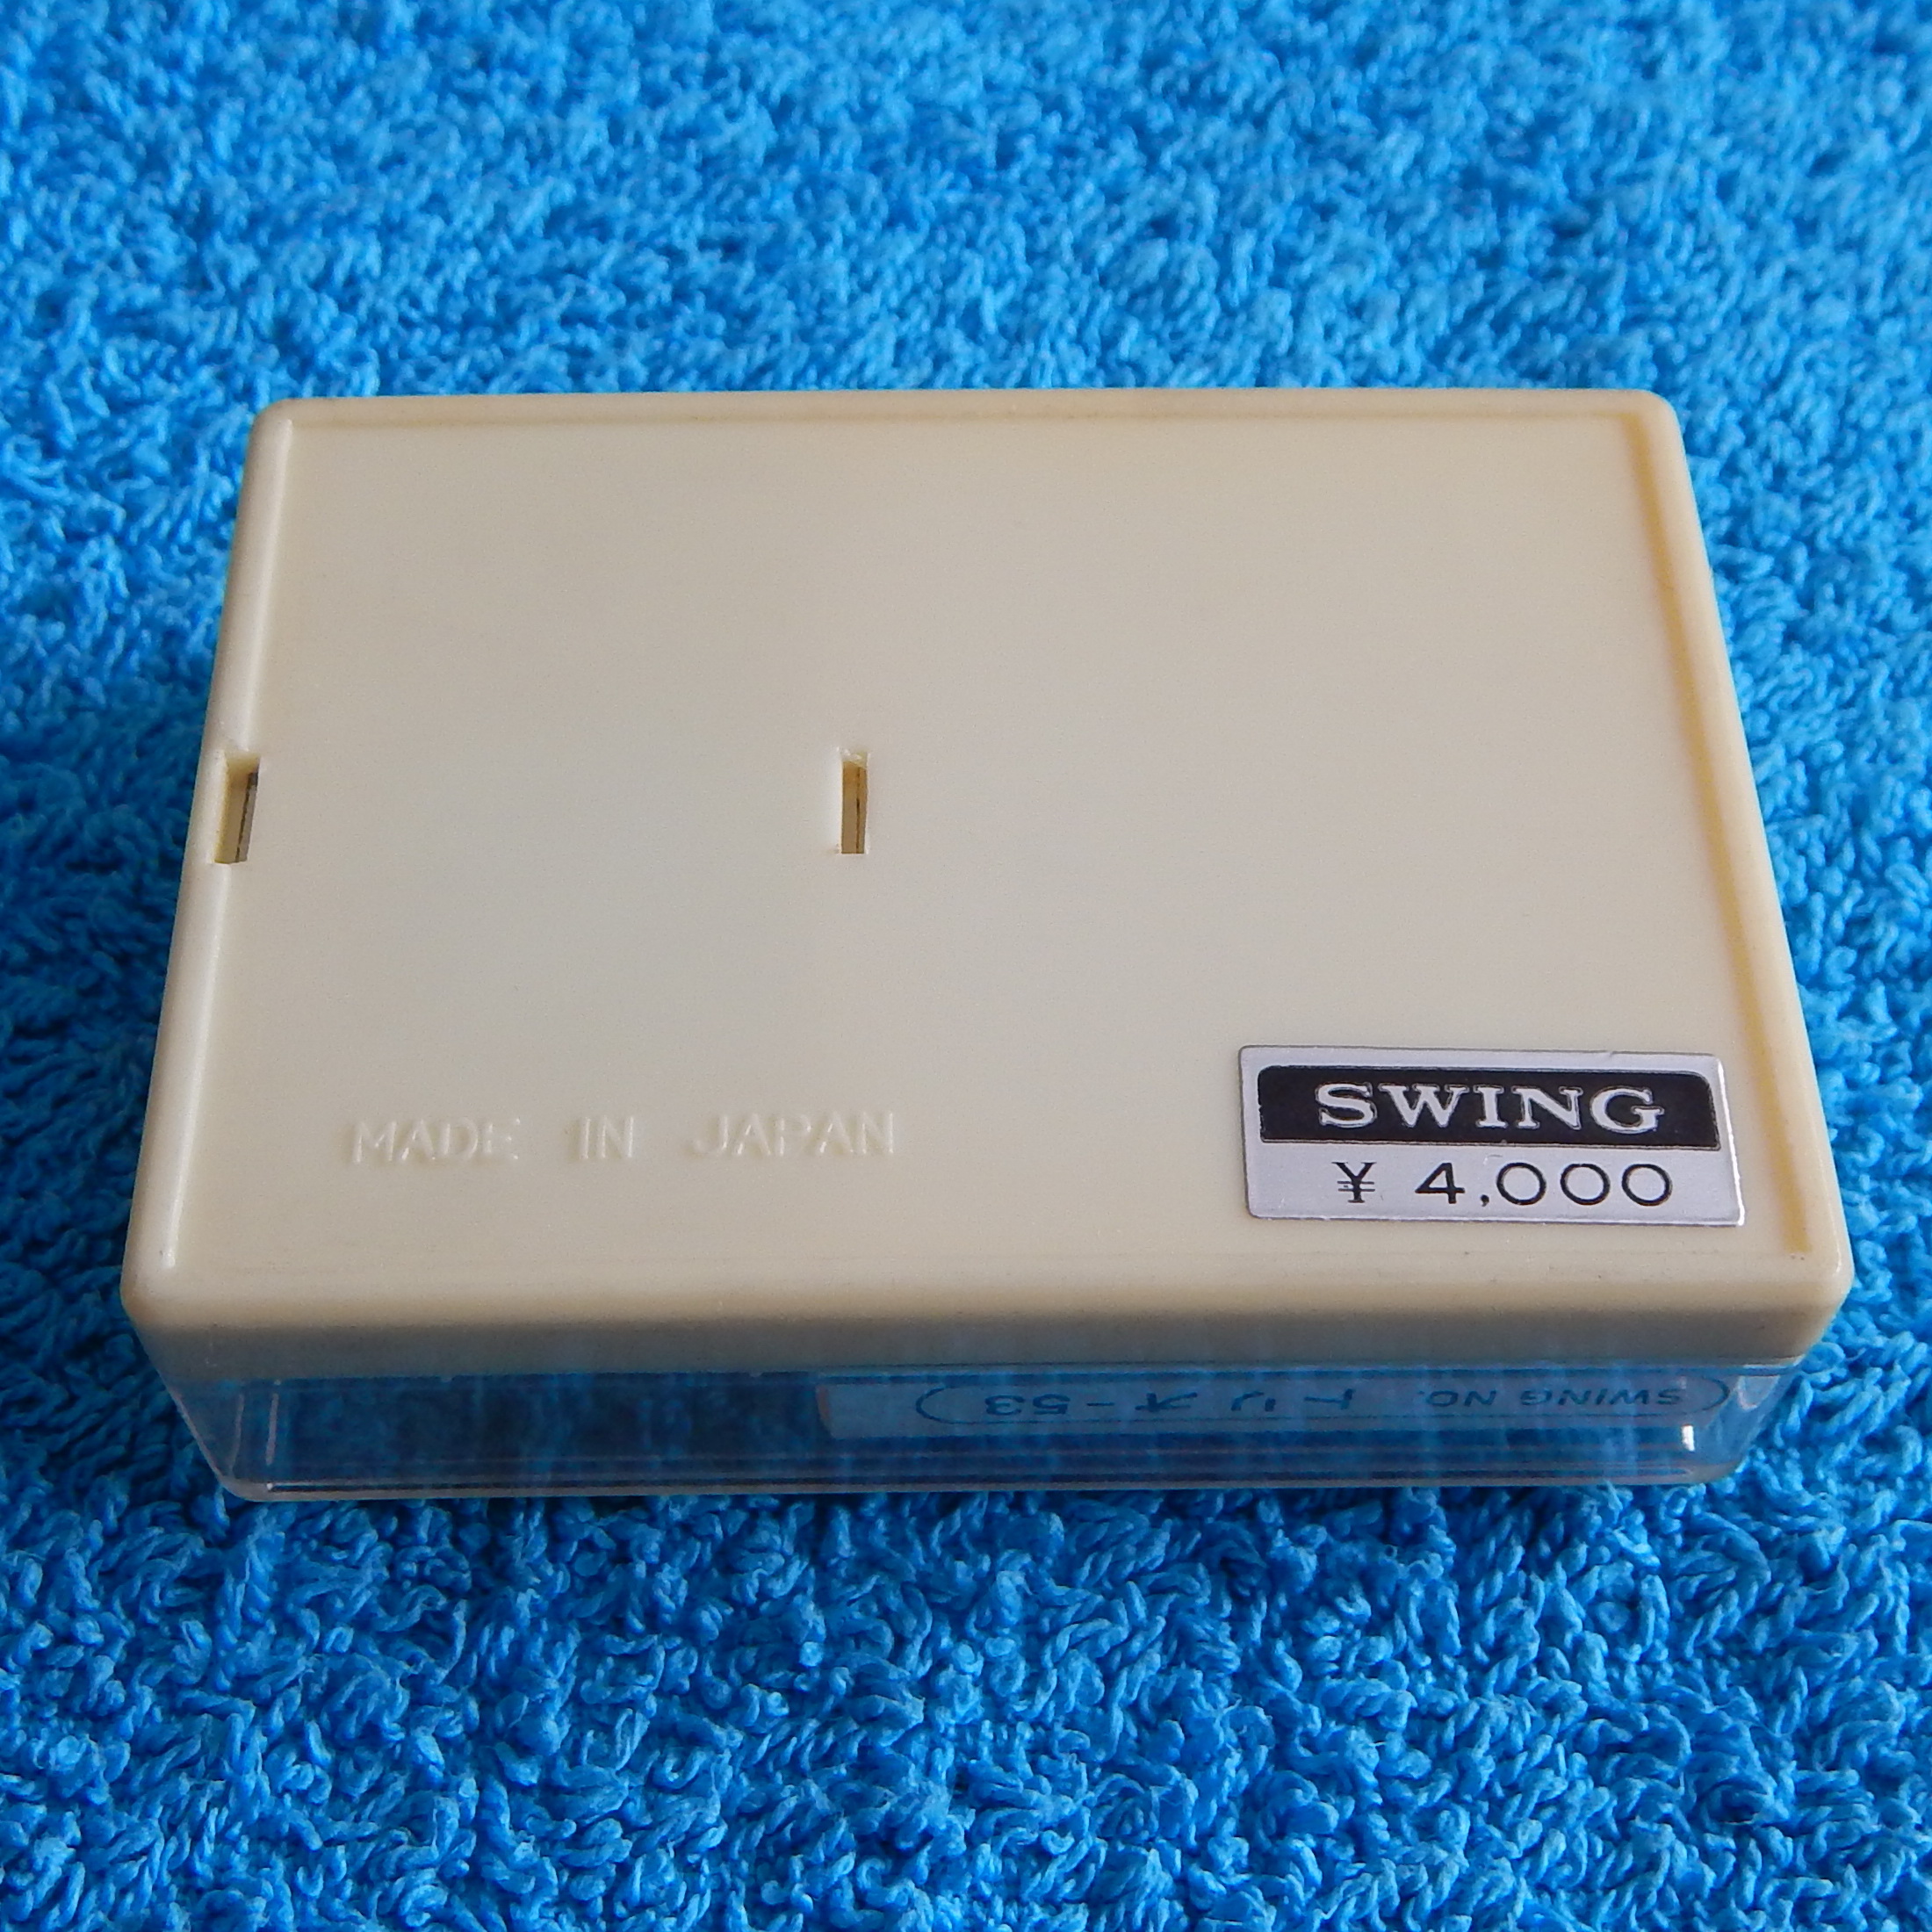 MADE IN JAPAN
SWING
¥ 4,000
SWING NO. トリオ-53